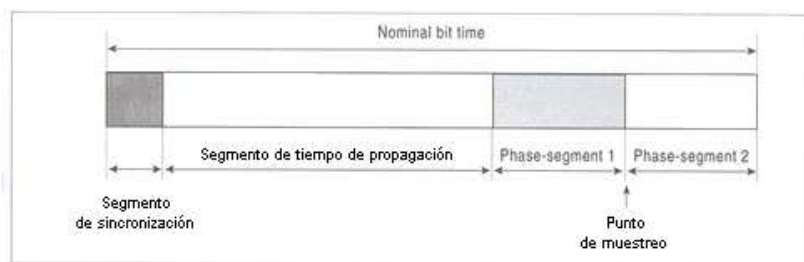 Nominal bit time
Segmento de tiempo de propagación
Phase-segment 1
Phase-segment 2
Segmento
de sincronización
Punto
de muestreo